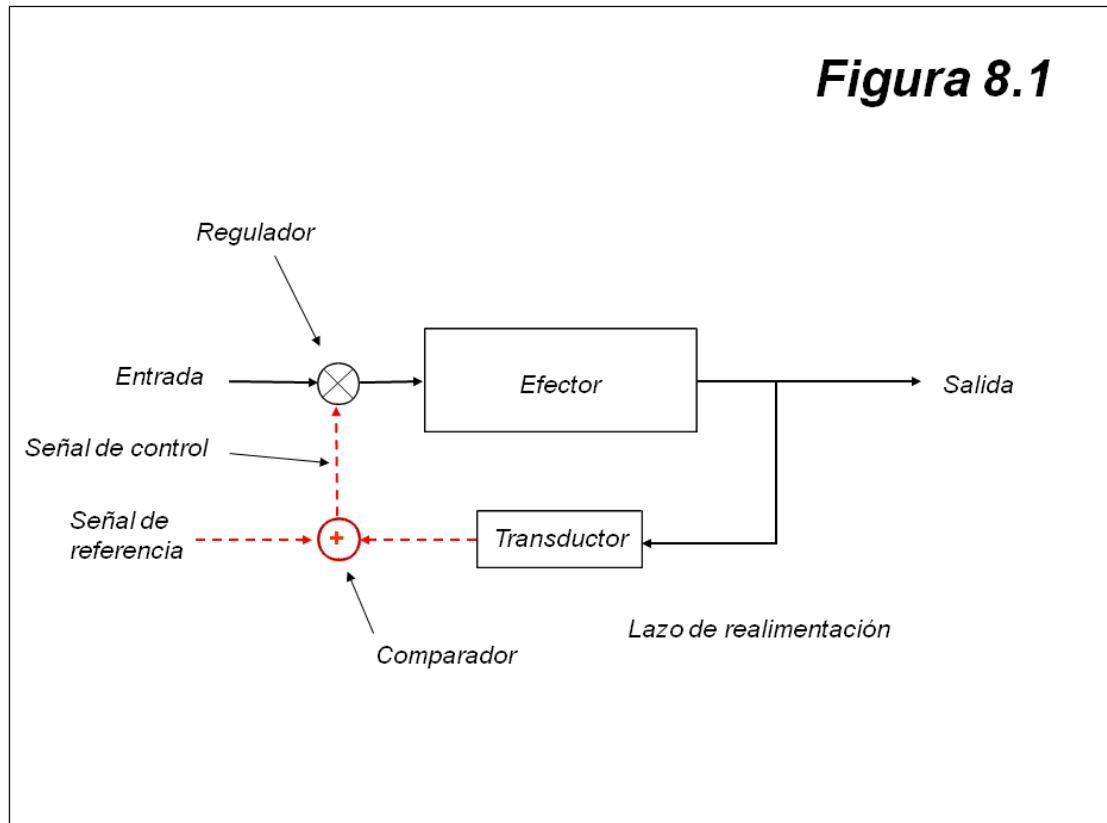 Figura 8.1
Regulador
Entrada
Efector
Salida
Señal de control
Señal de
referencia
+
Transductor
Lazo de realimentación
Comparador